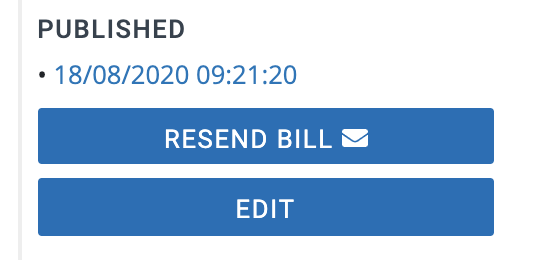 PUBLISHED
• 18/08/2020 09:21:20
RESEND BILL
EDIT